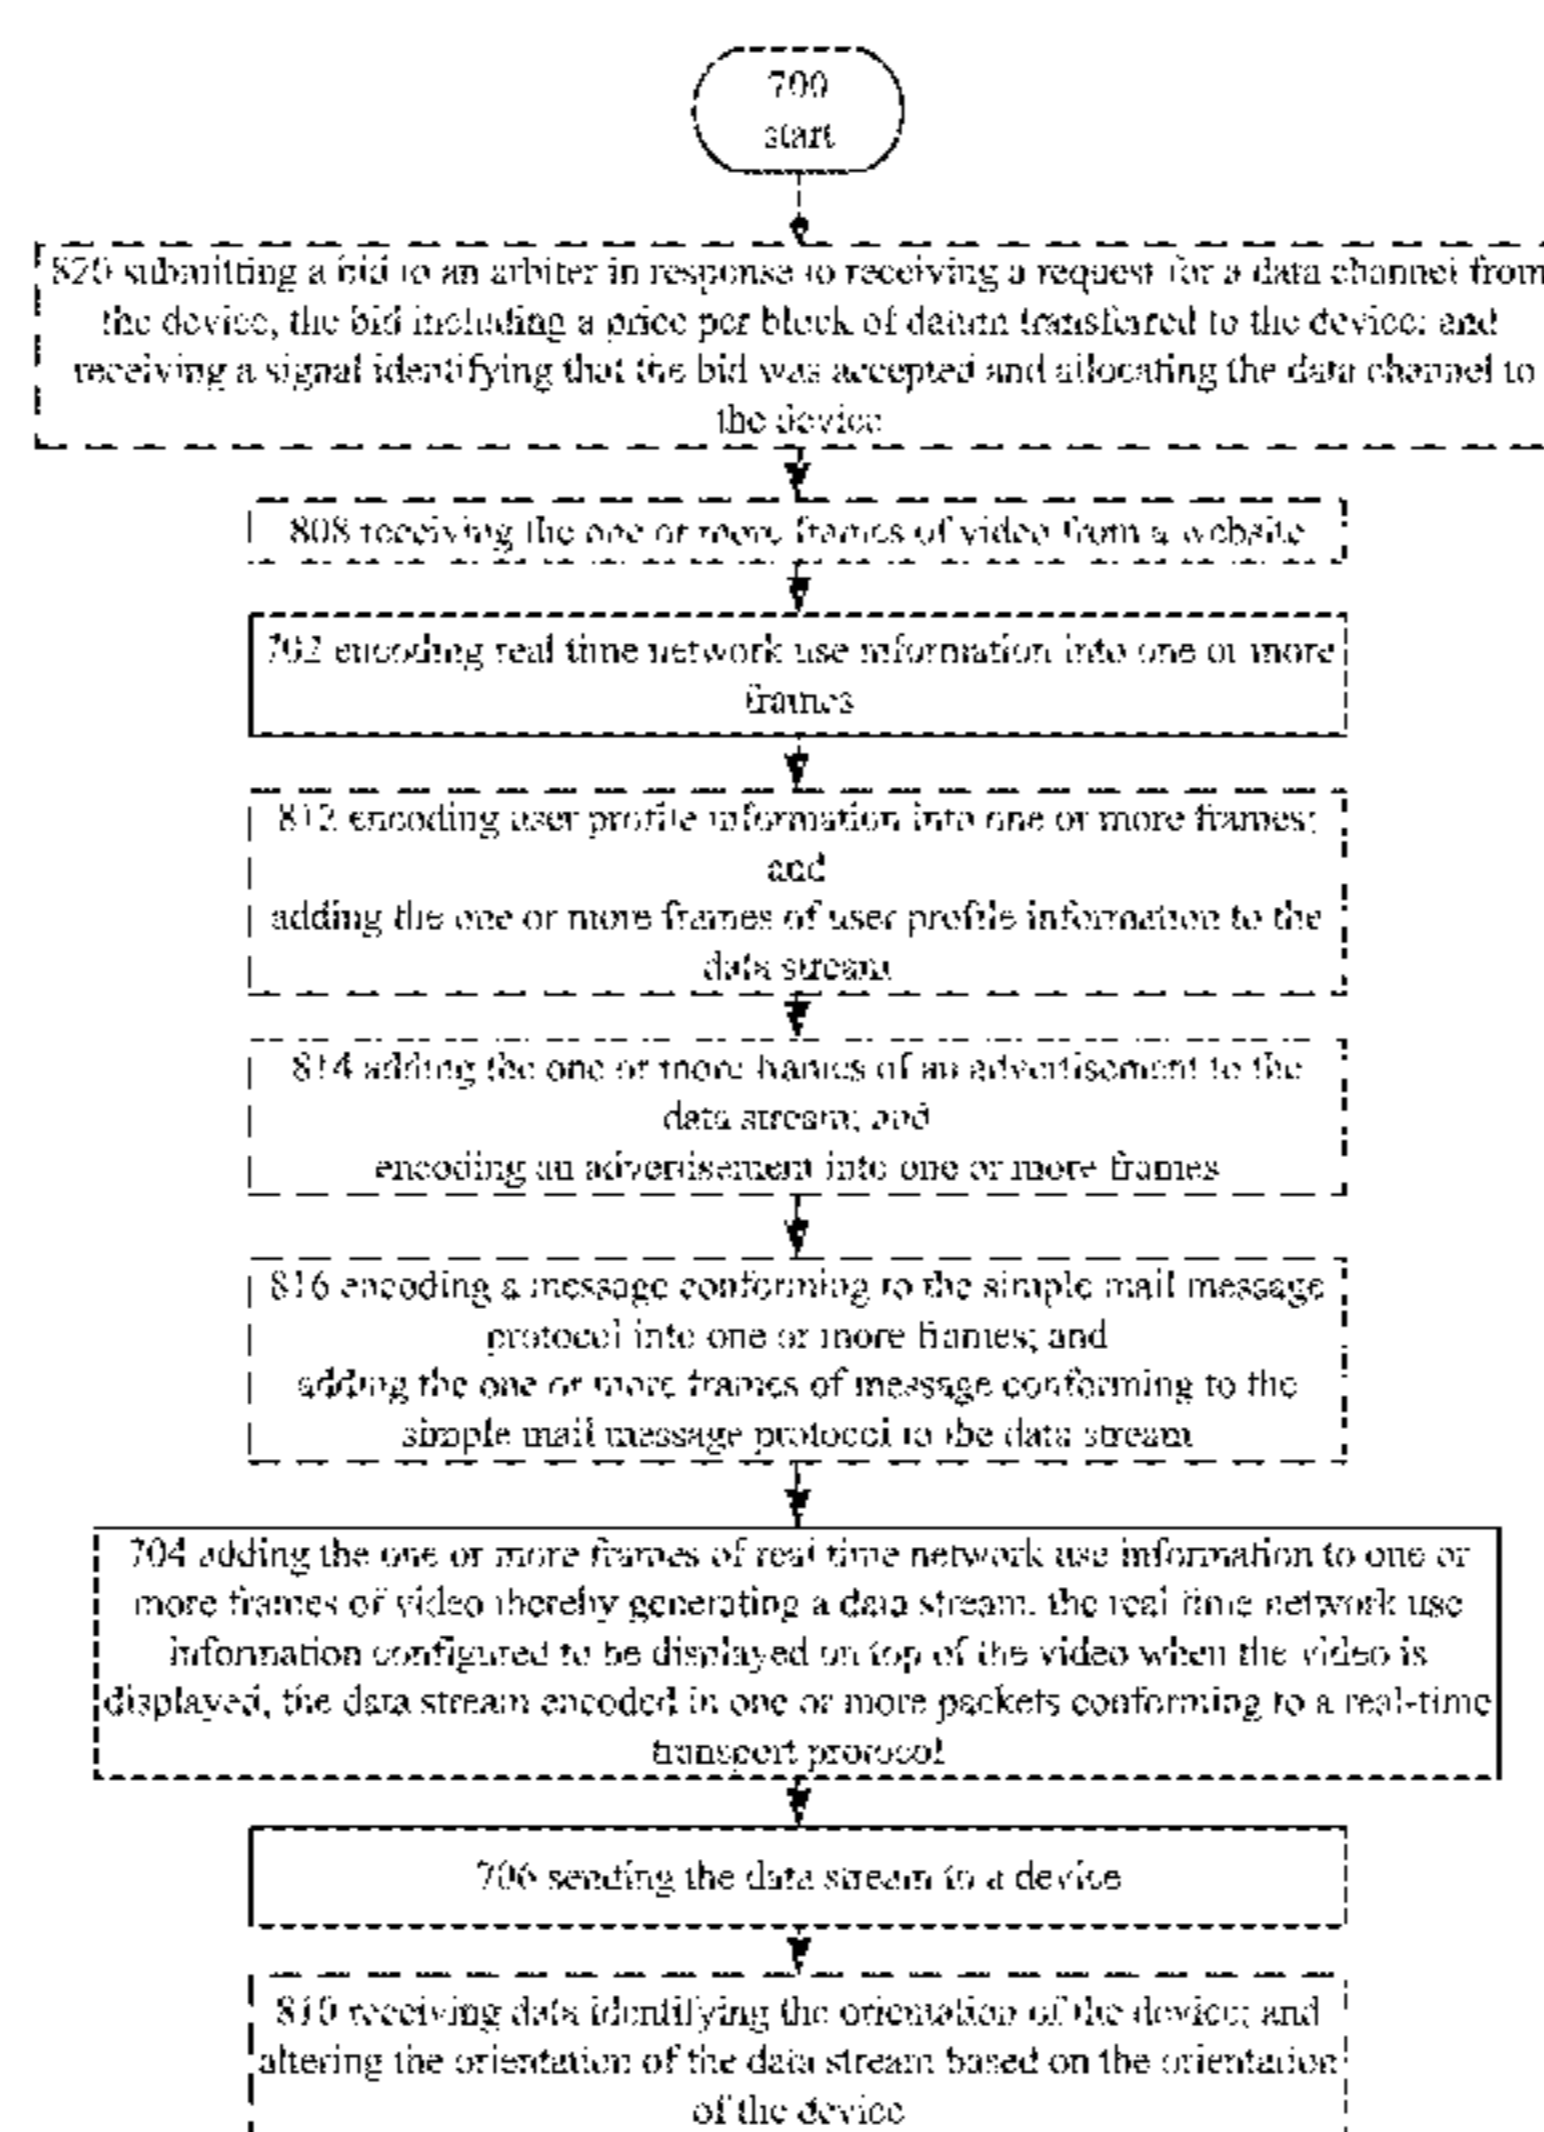 700
start
820 submitting a bid to an arbiter in response to receiving a request for a data channel from
the device, the bid including a price per block of datum transferred to the device; and
receiving a signal identifying that the bid was accepted and allocating the data channel to
the device
808 receiving the one or more frames of video from a website
702 encoding real time network use information into one or more
frames
812 encoding user profile information into one or more frames;
and
adding the one or more frames of user profile information to the
data stream
814 adding the one or more frames of an advertisement to the
data stream; and
encoding an advertisement into one or more frames
816 encoding a message conforming to the simple mail message
protocol into one or more frames; and
adding the one or more frames of message conforming to the
simple mail message protocol to the data stream
704 adding the one or more frames of real time network use information to one or
more frames of video thereby generating a data stream, the real time network use
information configured to be displayed on top of the video when the video is
displayed, the data stream encoded in one or more packets conforming to a real-time
transport protocol
706 sending the data stream to a device
810 receiving data identifying the orientation of the device; and
altering the orientation of the data stream based on the orientation
of the device